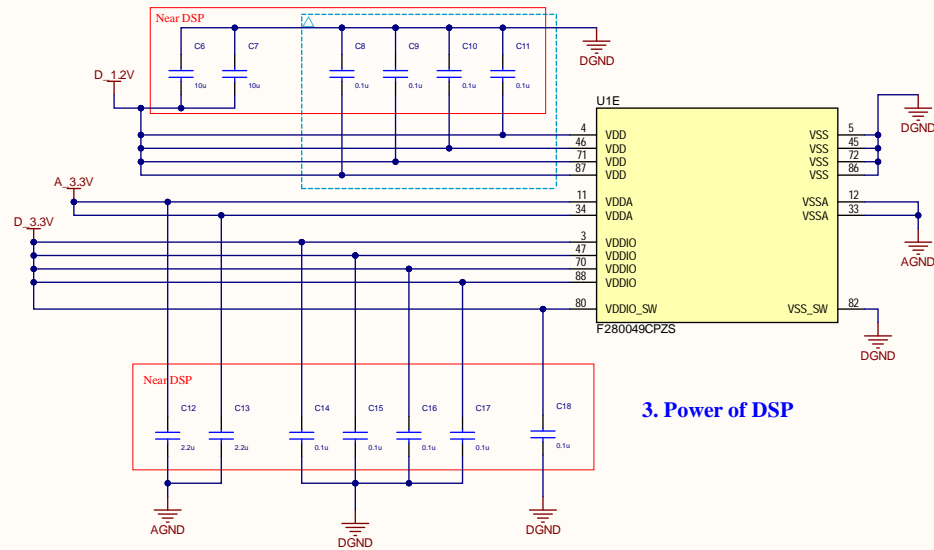 Near DSP
C6
C7
C8
C9
C10
C11
10u
10u
0.1u
0.1u
0.1u
0.1u
DGND
D_1.2V
U1E
4 VDD VSS 5
46 VDD VSS 45
71 VDD VSS 72
87 VDD VSS 86
DGND
A_3.3V
11 VDDA VSSA 12
34 VDDA VSSA 33
D_3.3V
3 VDDIO
47 VDDIO
70 VDDIO
88 VDDIO
AGND
80 VDDIO_SW VSS_SW 82
F280049CPZS
DGND
Near DSP
C12
C13
C14
C15
C16
C17
C18
2.2u
2.2u
0.1u
0.1u
0.1u
0.1u
0.1u
3. Power of DSP
AGND
DGND
DGND